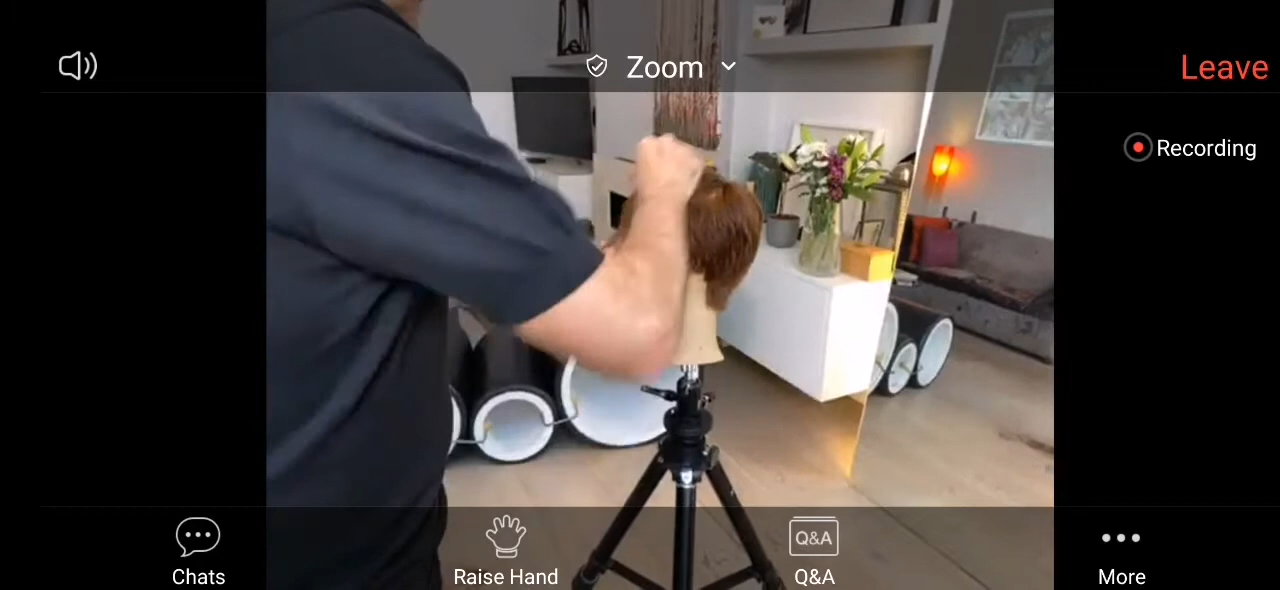 Zoom
Leave
Recording
Q&A
Chats
Raise Hand
Q&A
More